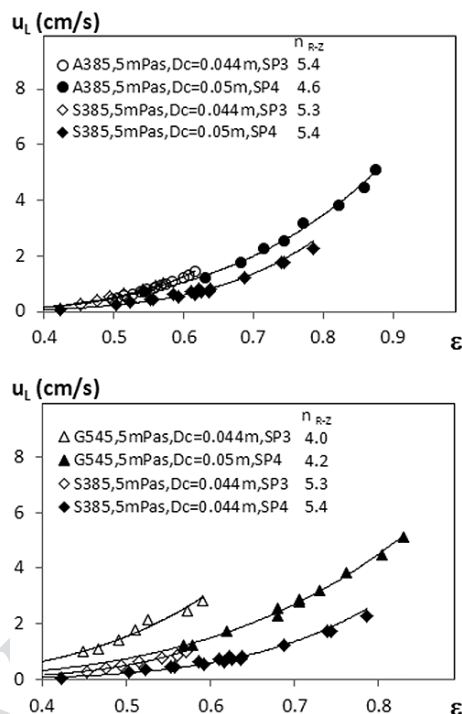 uL (cm/s)
n R-Z
A385,5mPas,Dc=0.044m,SP3 5.4
A385,5mPas,Dc=0.05m,SP4 4.6
S385,5mPas,Dc=0.044m,SP3 5.3
S385,5mPas,Dc=0.05m,SP4 5.4
8
6
4
2
0
0.4 0.5 0.6 0.7 0.8 0.9 ε
uL (cm/s)
n R-Z
G545,5mPas,Dc=0.044m,SP3 4.0
G545,5mPas,Dc=0.05m,SP4 4.2
S385,5mPas,Dc=0.044m,SP3 5.3
S385,5mPas,Dc=0.044m,SP4 5.4
8
6
4
2
0
0.4 0.5 0.6 0.7 0.8 ε